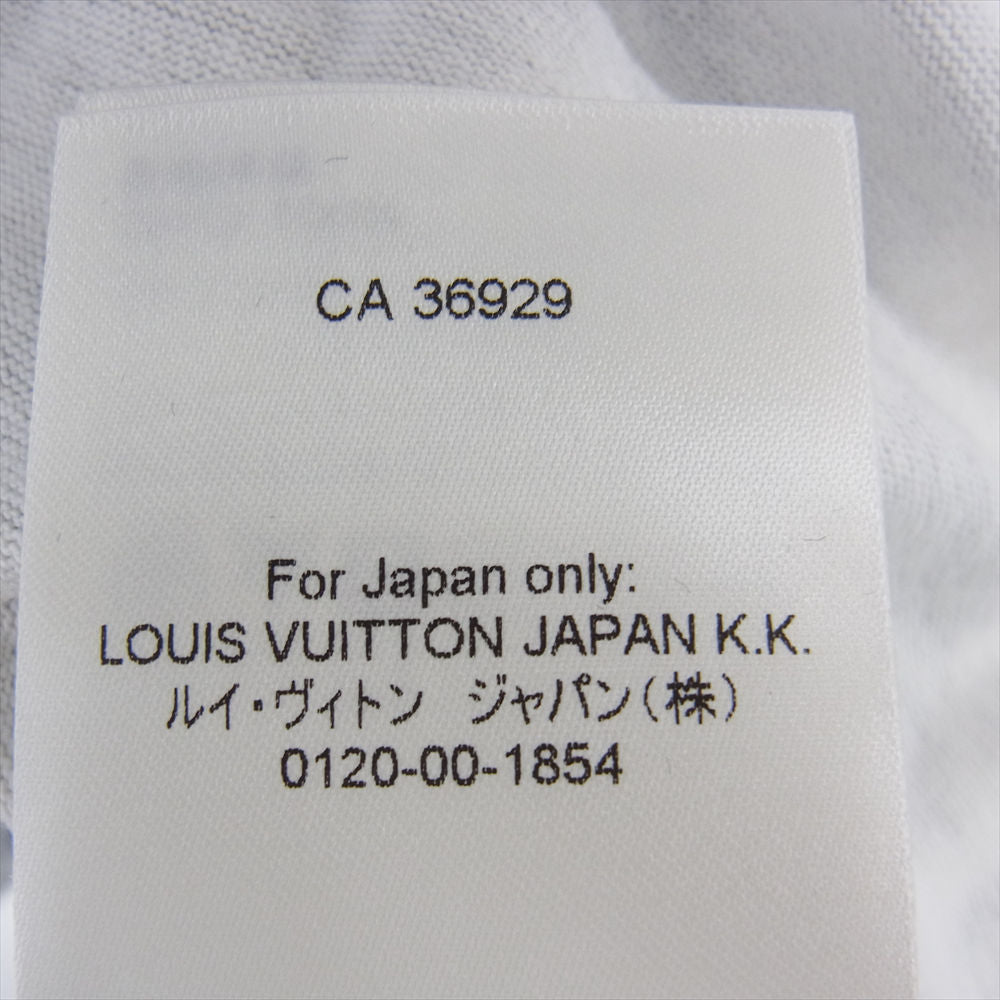 CA 36929
For Japan only:
LOUIS VUITTON JAPAN K.K.
ルイ・ヴィトン　ジャパン（株）
0120-00-1854